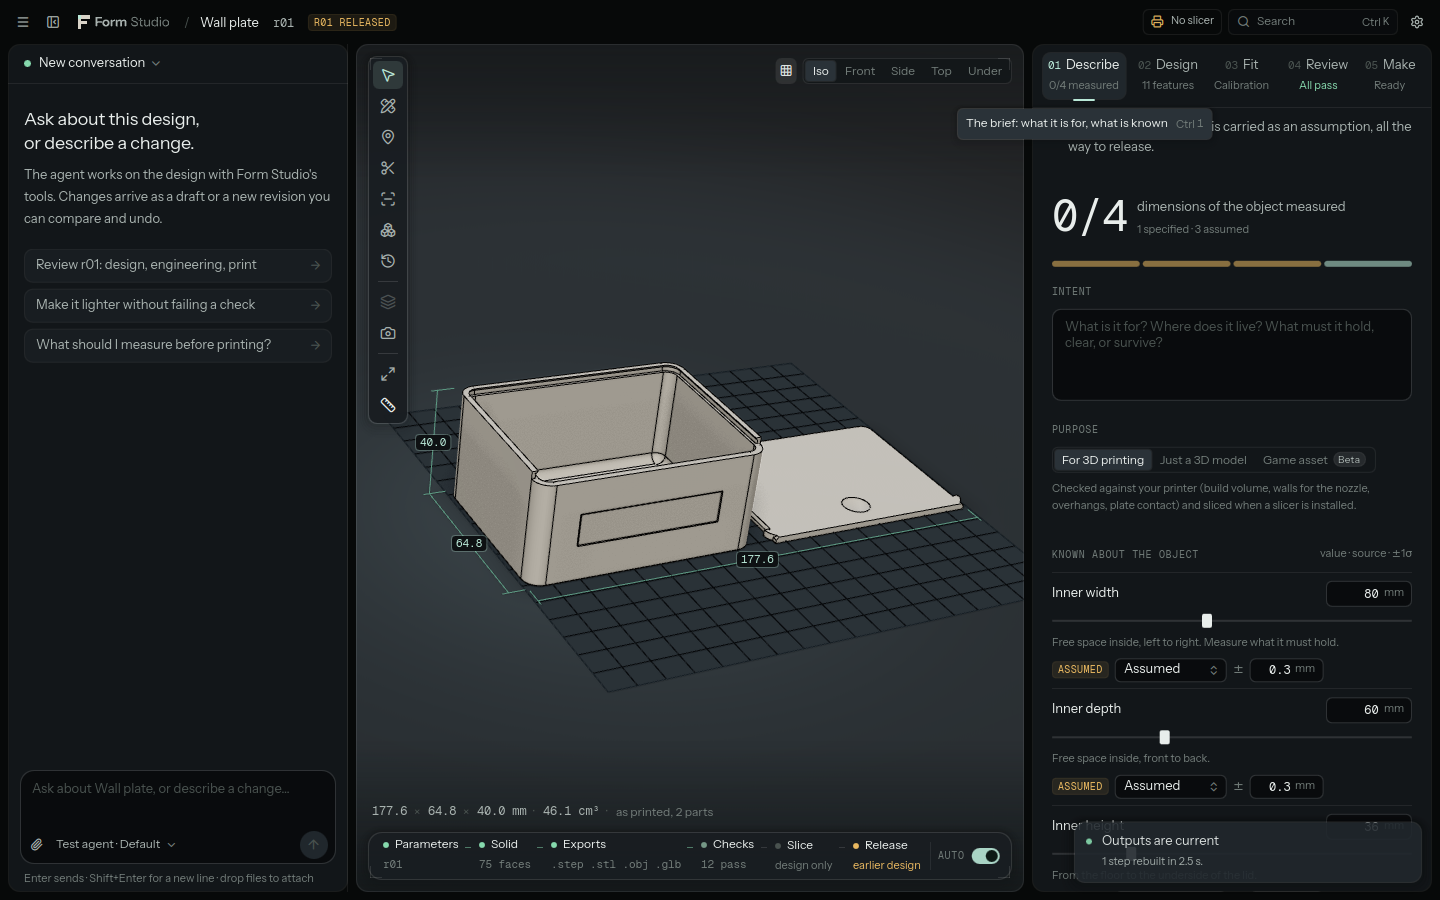 Form Studio / Wall plate r01 R01 RELEASED
No slicer
Search Ctrl K
New conversation
Ask about this design,
or describe a change.
The agent works on the design with Form Studio's
tools. Changes arrive as a draft or a new revision you
can compare and undo.
Review r01: design, engineering, print
Make it lighter without failing a check
What should I measure before printing?
Ask about Wall plate, or describe a change...
Test agent · Default
Enter sends · Shift+Enter for a new line · drop files to attach
Iso Front Side Top Under
40.0
64.8
177.6
177.6 × 64.8 × 40.0 mm · 46.1 cm³ · as printed, 2 parts
Parameters
r01
Solid
75 faces
Exports
.step .stl .obj .glb
Checks
12 pass
Slice
design only
Release
earlier design
AUTO
01 Describe
0/4 measured
02 Design
11 features
03 Fit
Calibration
04 Review
All pass
05 Make
Ready
The brief: what it is for, what is known Ctrl 1
is carried as an assumption, all the
way to release.
0/4 dimensions of the object measured
1 specified · 3 assumed
INTENT
What is it for? Where does it live? What must it hold,
clear, or survive?
PURPOSE
For 3D printing Just a 3D model Game asset Beta
Checked against your printer (build volume, walls for the nozzle,
overhangs, plate contact) and sliced when a slicer is installed.
KNOWN ABOUT THE OBJECT value · source · ±1σ
Inner width 80 mm
Free space inside, left to right. Measure what it must hold.
ASSUMED Assumed ± 0.3 mm
Inner depth 60 mm
Free space inside, front to back.
ASSUMED Assumed ± 0.3 mm
Inner height 36 mm
Outputs are current
1 step rebuilt in 2.5 s.
From the floor to the underside of the lid.